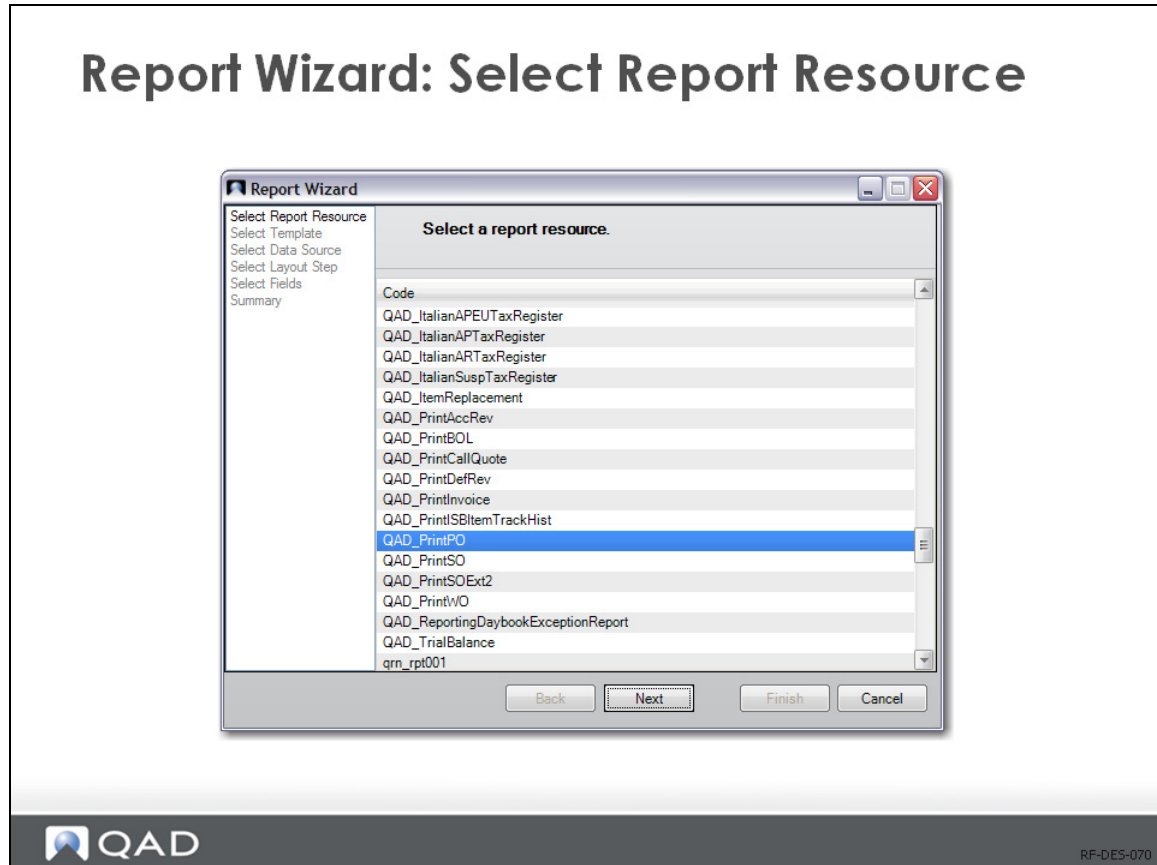 Report Wizard: Select Report Resource
Report Wizard
Select Report Resource
Select Template
Select Data Source
Select Layout Step
Select Fields
Summary
Select a report resource.
Code
QAD_ItalianAPEUTaxRegister
QAD_ItalianAPTaxRegister
QAD_ItalianARTaxRegister
QAD_ItalianSuspTaxRegister
QAD_ItemReplacement
QAD_PrintAccRev
QAD_PrintBOL
QAD_PrintCallQuote
QAD_PrintDefRev
QAD_PrintInvoice
QAD_PrintISBItemTrackHist
QAD_PrintPO
QAD_PrintSO
QAD_PrintSOExt2
QAD_PrintWO
QAD_ReportingDaybookExceptionReport
QAD_TrialBalance
qrn_rpt001
Back Next Finish Cancel
QAD
RF-DES-070